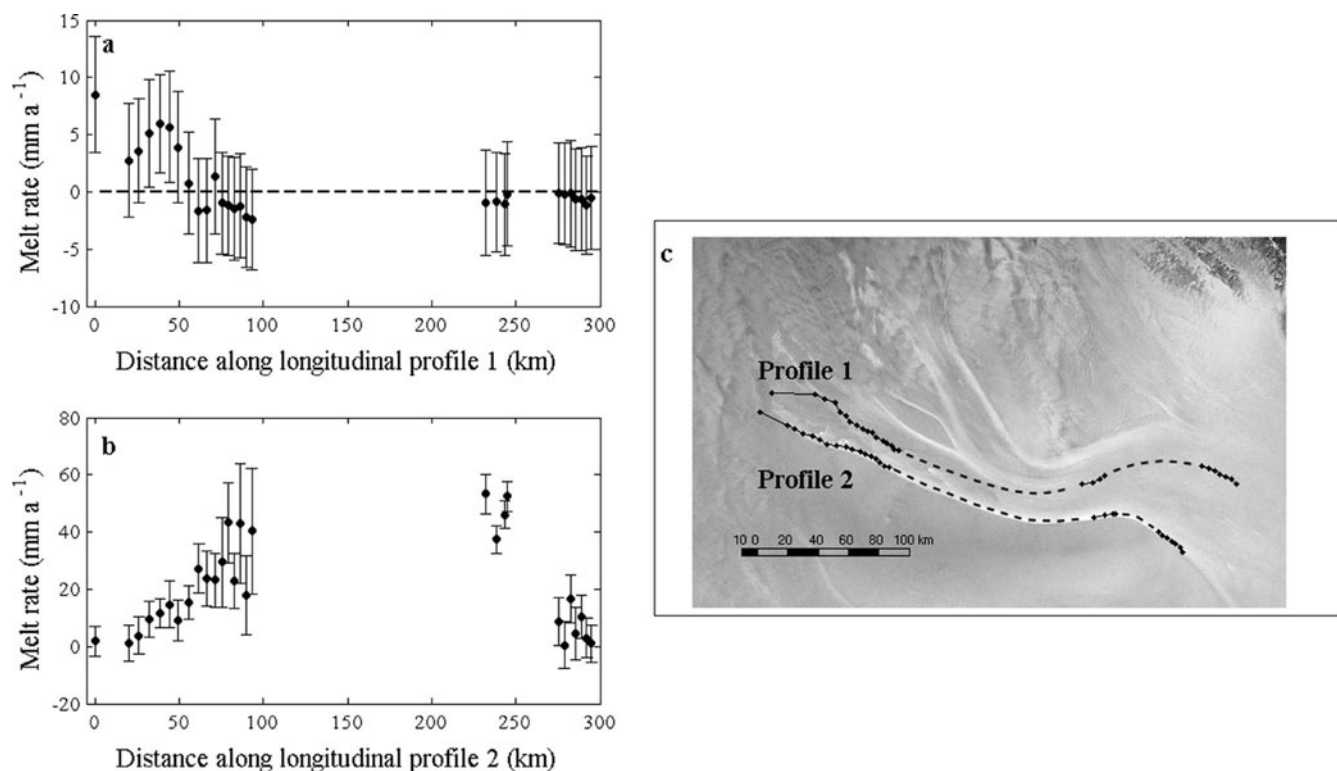 15
a
10
5
0
-5
-10
Melt rate (mm a -1)
0 50 100 150 200 250 300
Distance along longitudinal profile 1 (km)
80
b
60
40
20
0
-20
Melt rate (mm a -1)
0 50 100 150 200 250 300
Distance along longitudinal profile 2 (km)
c
Profile 1
Profile 2
10 0 20 40 60 80 100 km